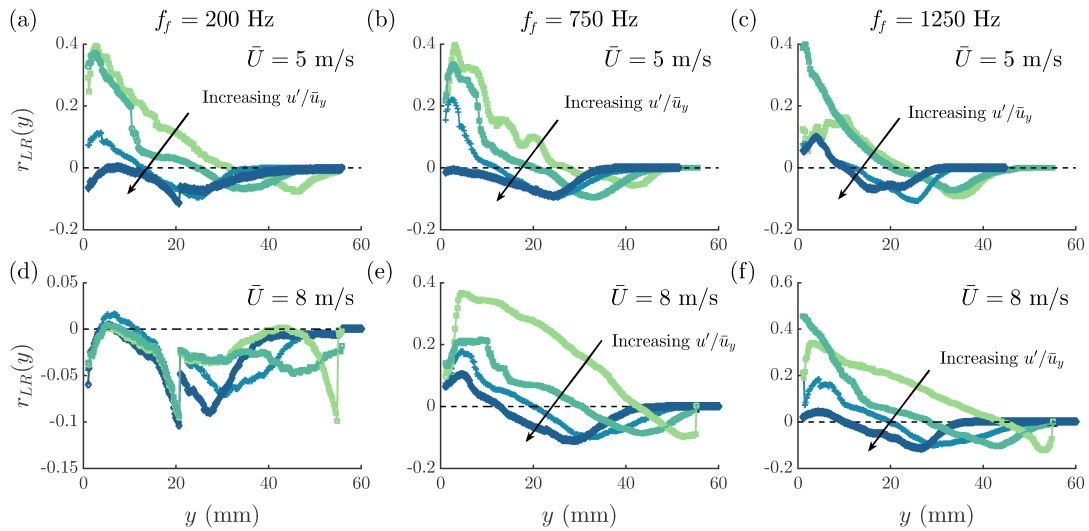 (a) f_f = 200 Hz
(b) f_f = 750 Hz
(c) f_f = 1250 Hz
r_{LR}(y)
0.4
0.2
0
-0.2
0 20 40 60
Ū = 5 m/s
Increasing u′/ū_y
0.4
0.2
0
-0.2
0 20 40 60
Ū = 5 m/s
Increasing u′/ū_y
0.4
0.2
0
-0.2
0 20 40 60
Ū = 5 m/s
Increasing u′/ū_y
(d)
r_{LR}(y)
0.05
0
-0.05
-0.1
-0.15
0 20 40 60
Ū = 8 m/s
y (mm)
(e)
0.4
0.2
0
-0.2
0 20 40 60
Ū = 8 m/s
Increasing u′/ū_y
y (mm)
(f)
0.6
0.4
0.2
0
-0.2
0 20 40 60
Ū = 8 m/s
Increasing u′/ū_y
y (mm)